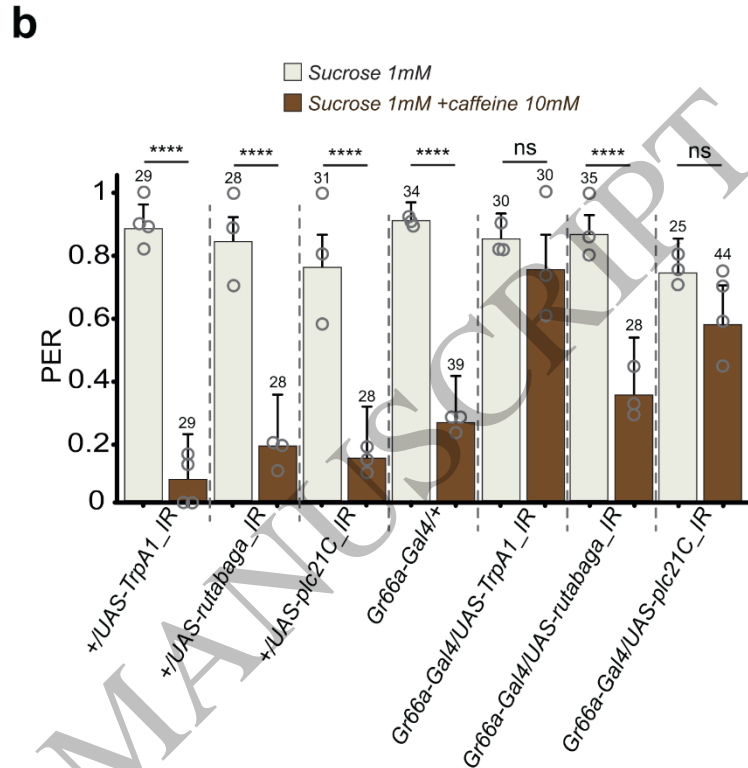 b
Sucrose 1mM
Sucrose 1mM +caffeine 10mM
**** **** **** **** ns **** ns
29 29 28 28 31 28 34 39 30 30 35 28 25 44
PER
1
0.8
0.6
0.4
0.2
0
+/UAS-TrpA1_IR
+/UAS-rutabaga_IR
+/UAS-plc21C_IR
Gr66a-Gal4/+
Gr66a-Gal4/UAS-TrpA1_IR
Gr66a-Gal4/UAS-rutabaga_IR
Gr66a-Gal4/UAS-plc21C_IR
MANUSCRIPT